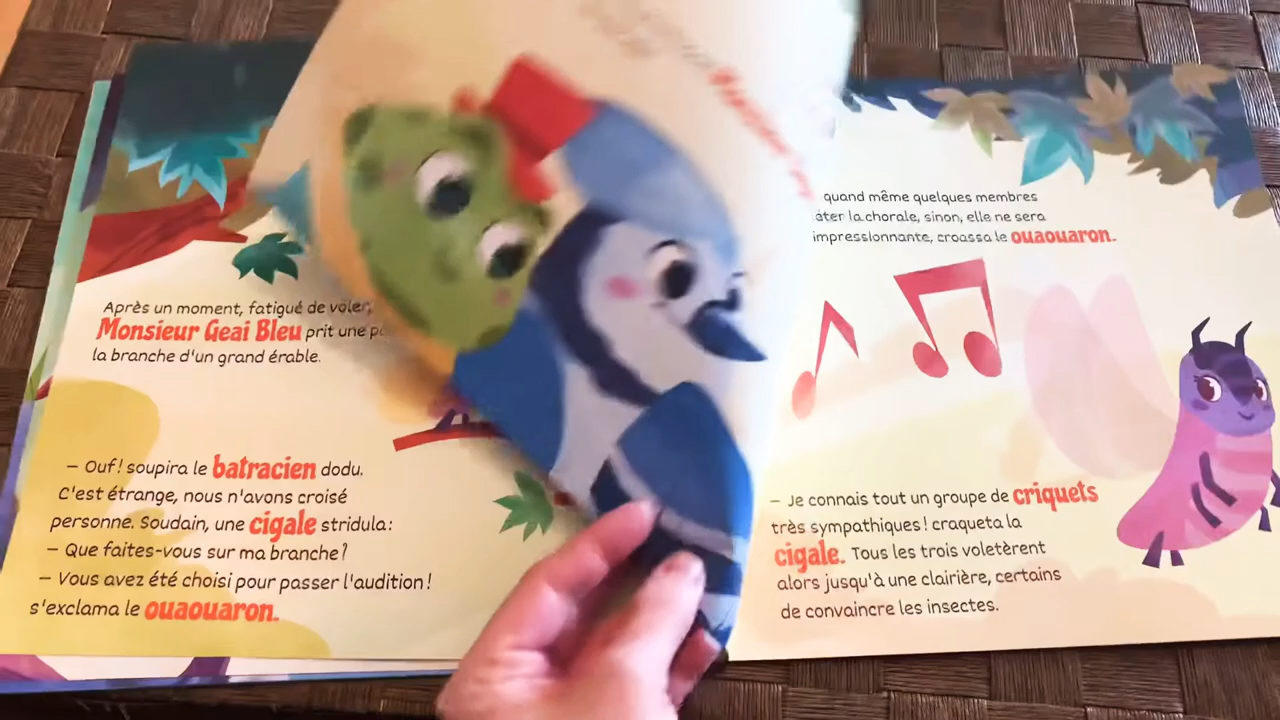 Après un moment, fatigué de voler,
Monsieur Geai Bleu prit une
la branche d'un grand érable.
– Ouf! soupira le batracien dodu.
C'est étrange, nous n'avons croisé
personne. Soudain, une cigale stridula:
– Que faites-vous sur ma branche?
– Vous avez été choisi pour passer l'audition!
s'exclama le ouaouaron.
quand même quelques membres
la chorale, sinon, elle ne sera
impressionnante, croassa le ouaouaron.
– Je connais tout un groupe de criquets
très sympathiques! craqueta la
cigale. Tous les trois voletèrent
alors jusqu'à une clairière, certains
de convaincre les insectes.